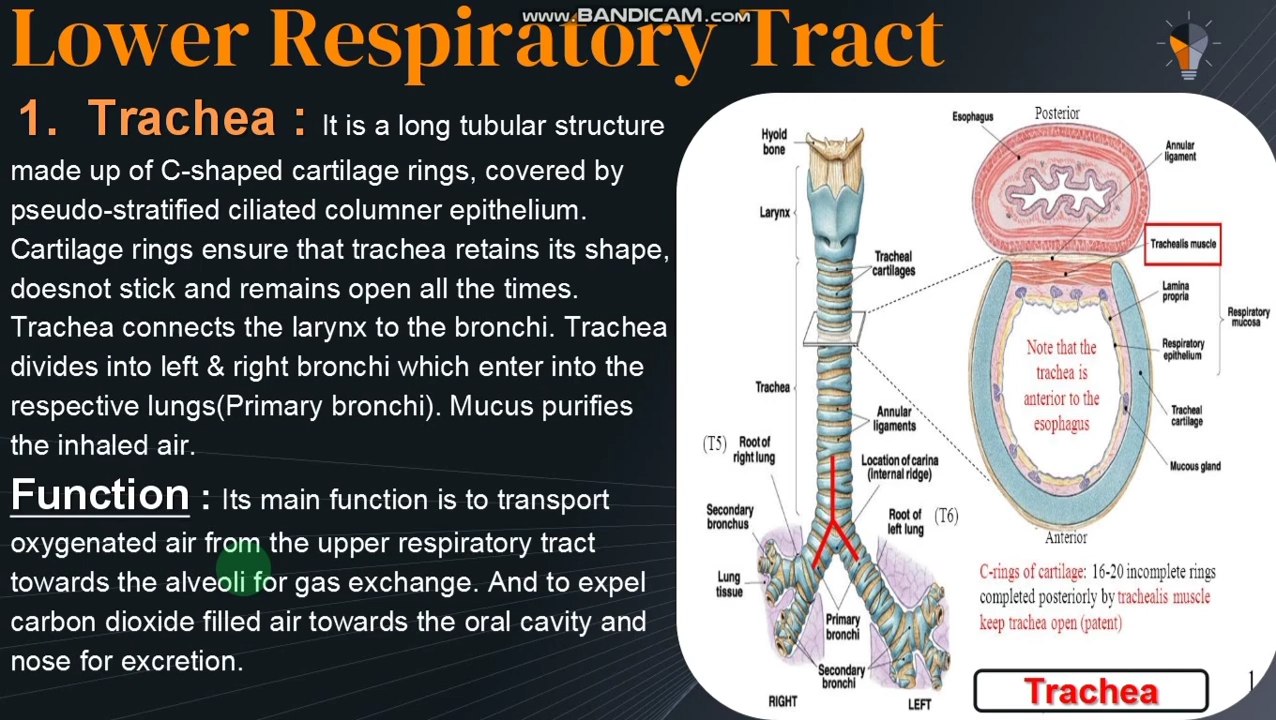 www.BANDICAM.com
Lower Respiratory Tract
1. Trachea : It is a long tubular structure
made up of C-shaped cartilage rings, covered by
pseudo-stratified ciliated columner epithelium.
Cartilage rings ensure that trachea retains its shape,
doesnot stick and remains open all the times.
Trachea connects the larynx to the bronchi. Trachea
divides into left & right bronchi which enter into the
respective lungs(Primary bronchi). Mucus purifies
the inhaled air.
Function : Its main function is to transport
oxygenated air from the upper respiratory tract
towards the alveoli for gas exchange. And to expel
carbon dioxide filled air towards the oral cavity and
nose for excretion.
Hyoid
bone
Larynx
Tracheal
cartilages
Trachea
Annular
ligaments
(T5) Root of
right lung
Location of carina
(internal ridge)
Secondary
bronchus
Root of
left lung (T6)
Lung
tissue
Primary
bronchi
Secondary
bronchi
RIGHT
LEFT
Esophagus
Posterior
Annular
ligament
Trachealis muscle
Lamina
propria
Respiratory
mucosa
Respiratory
epithelium
Note that the
trachea is
anterior to the
esophagus
Tracheal
cartilage
Mucous gland
Anterior
C-rings of cartilage: 16-20 incomplete rings
completed posteriorly by trachealis muscle
keep trachea open (patent)
Trachea
1